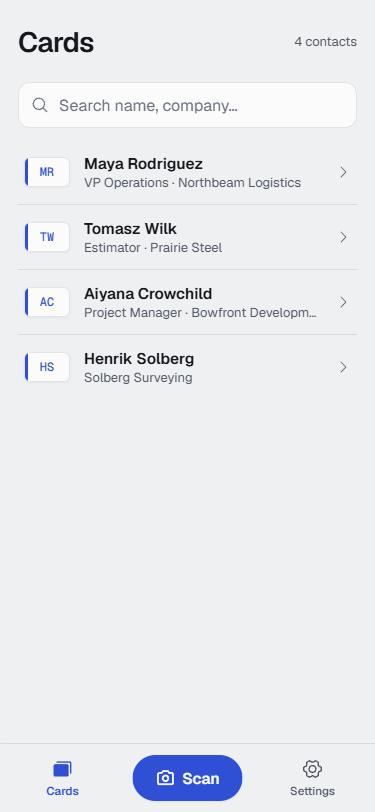 Cards
4 contacts
Search name, company...
MR
Maya Rodriguez
VP Operations · Northbeam Logistics
TW
Tomasz Wilk
Estimator · Prairie Steel
AC
Aiyana Crowchild
Project Manager · Bowfront Developm...
HS
Henrik Solberg
Solberg Surveying
Cards
Scan
Settings